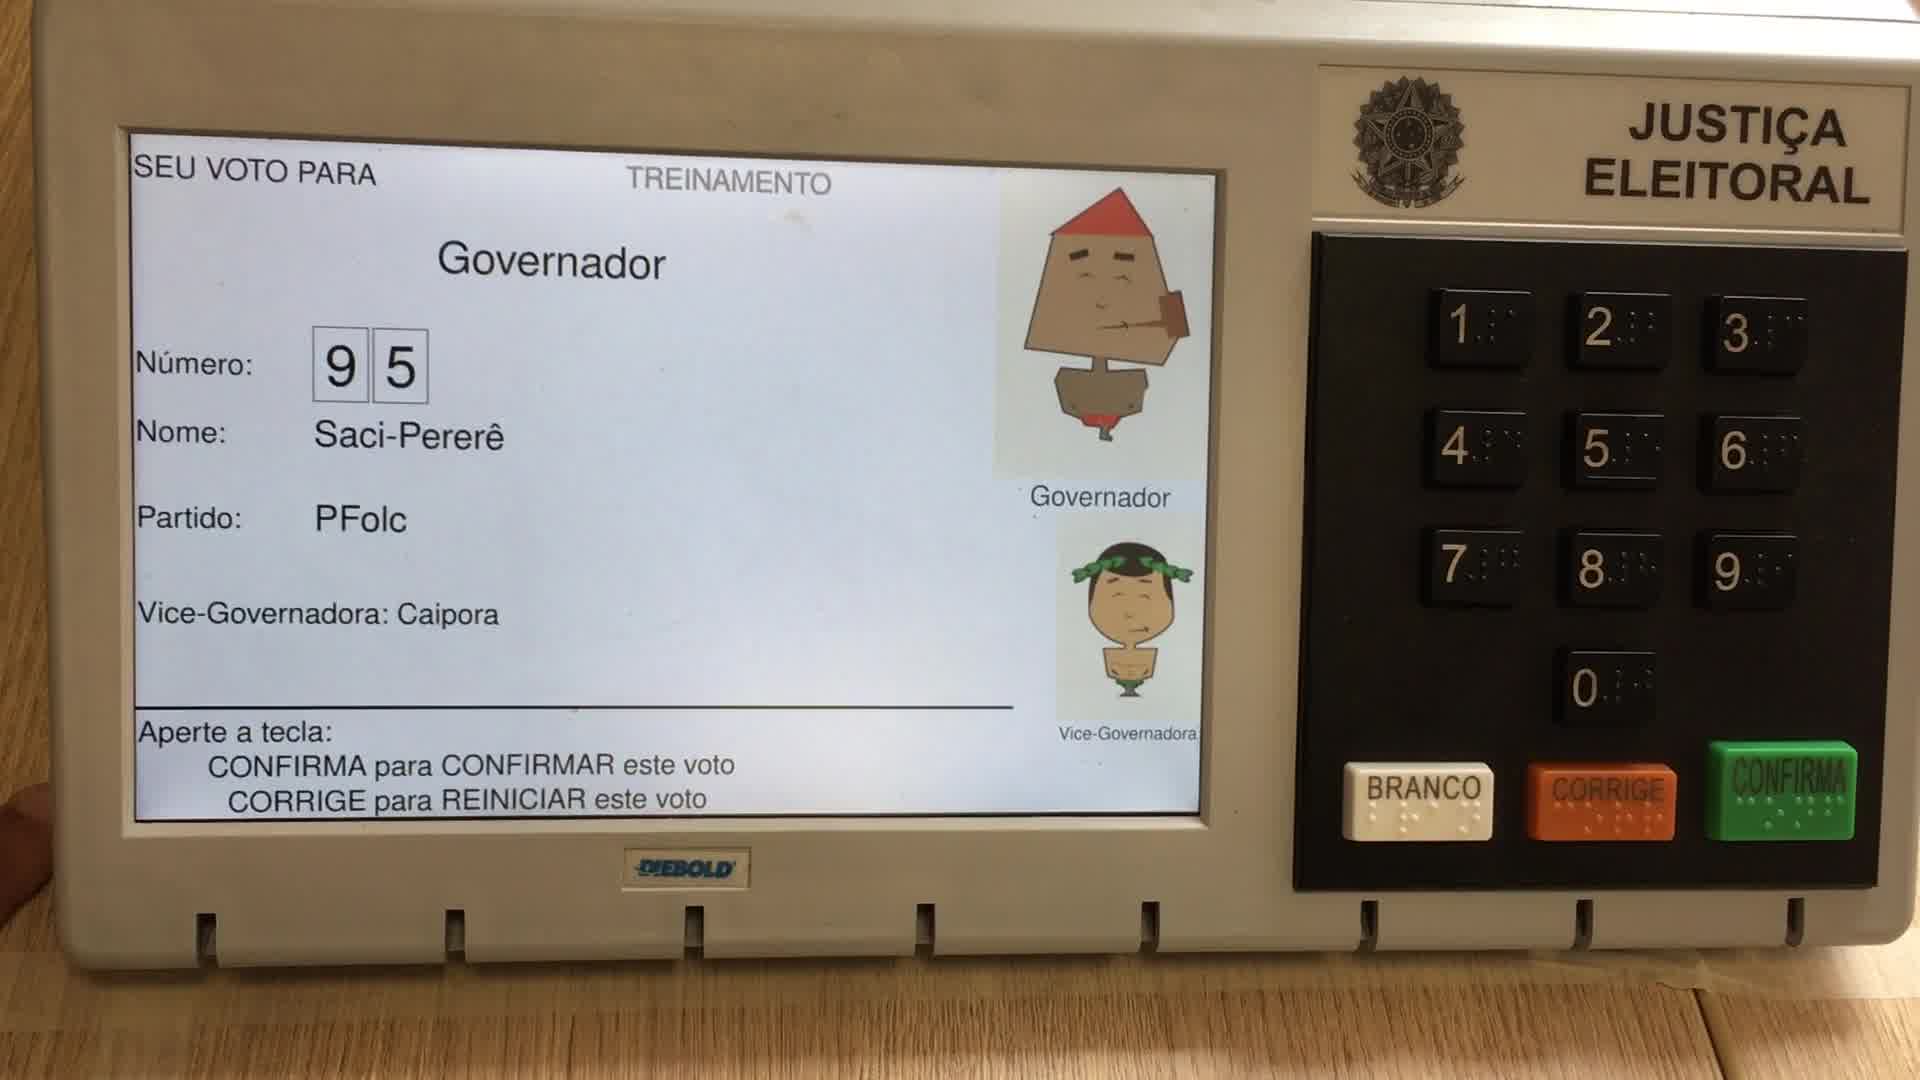 SEU VOTO PARA
TREINAMENTO
Governador
Número: 95
Nome: Saci-Pererê
Partido: PFolc
Vice-Governadora: Caipora
Governador
Vice-Governadora
Aperte a tecla:
CONFIRMA para CONFIRMAR este voto
CORRIGE para REINICIAR este voto
DIEBOLD
JUSTIÇA
ELEITORAL
1 2 3
4 5 6
7 8 9
0
BRANCO CORRIGE CONFIRMA